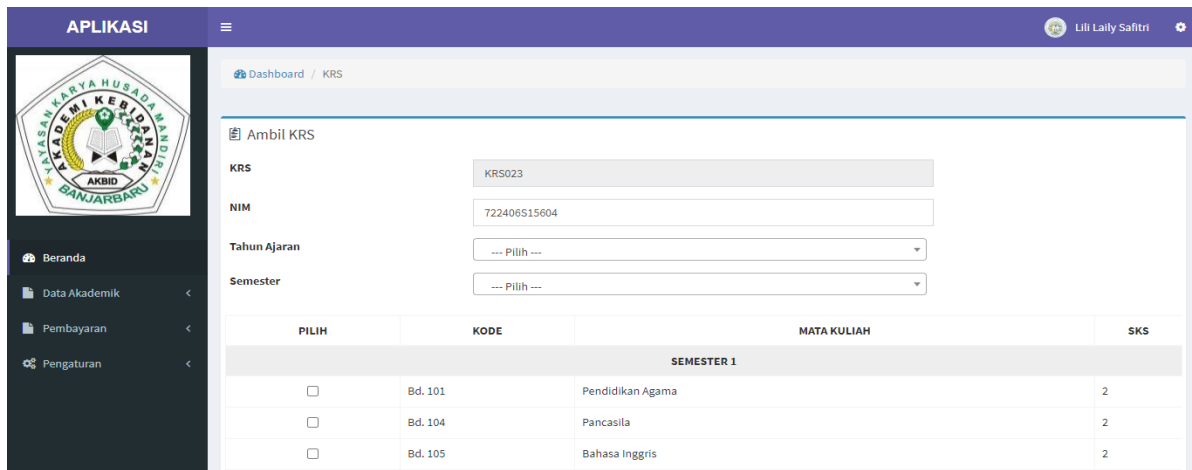 APLIKASI
Lili Laily Safitri
YAYASAN KARYA HUSADA MANDIRI
AKADEMI KEBIDANAN
AKBID
BANJARBARU
Dashboard / KRS
Ambil KRS
KRS KRS023
NIM 722406S15604
Tahun Ajaran --- Pilih ---
Semester --- Pilih ---
Beranda
Data Akademik
Pembayaran
Pengaturan
PILIH KODE MATA KULIAH SKS
SEMESTER 1
Bd. 101 Pendidikan Agama 2
Bd. 104 Pancasila 2
Bd. 105 Bahasa Inggris 2